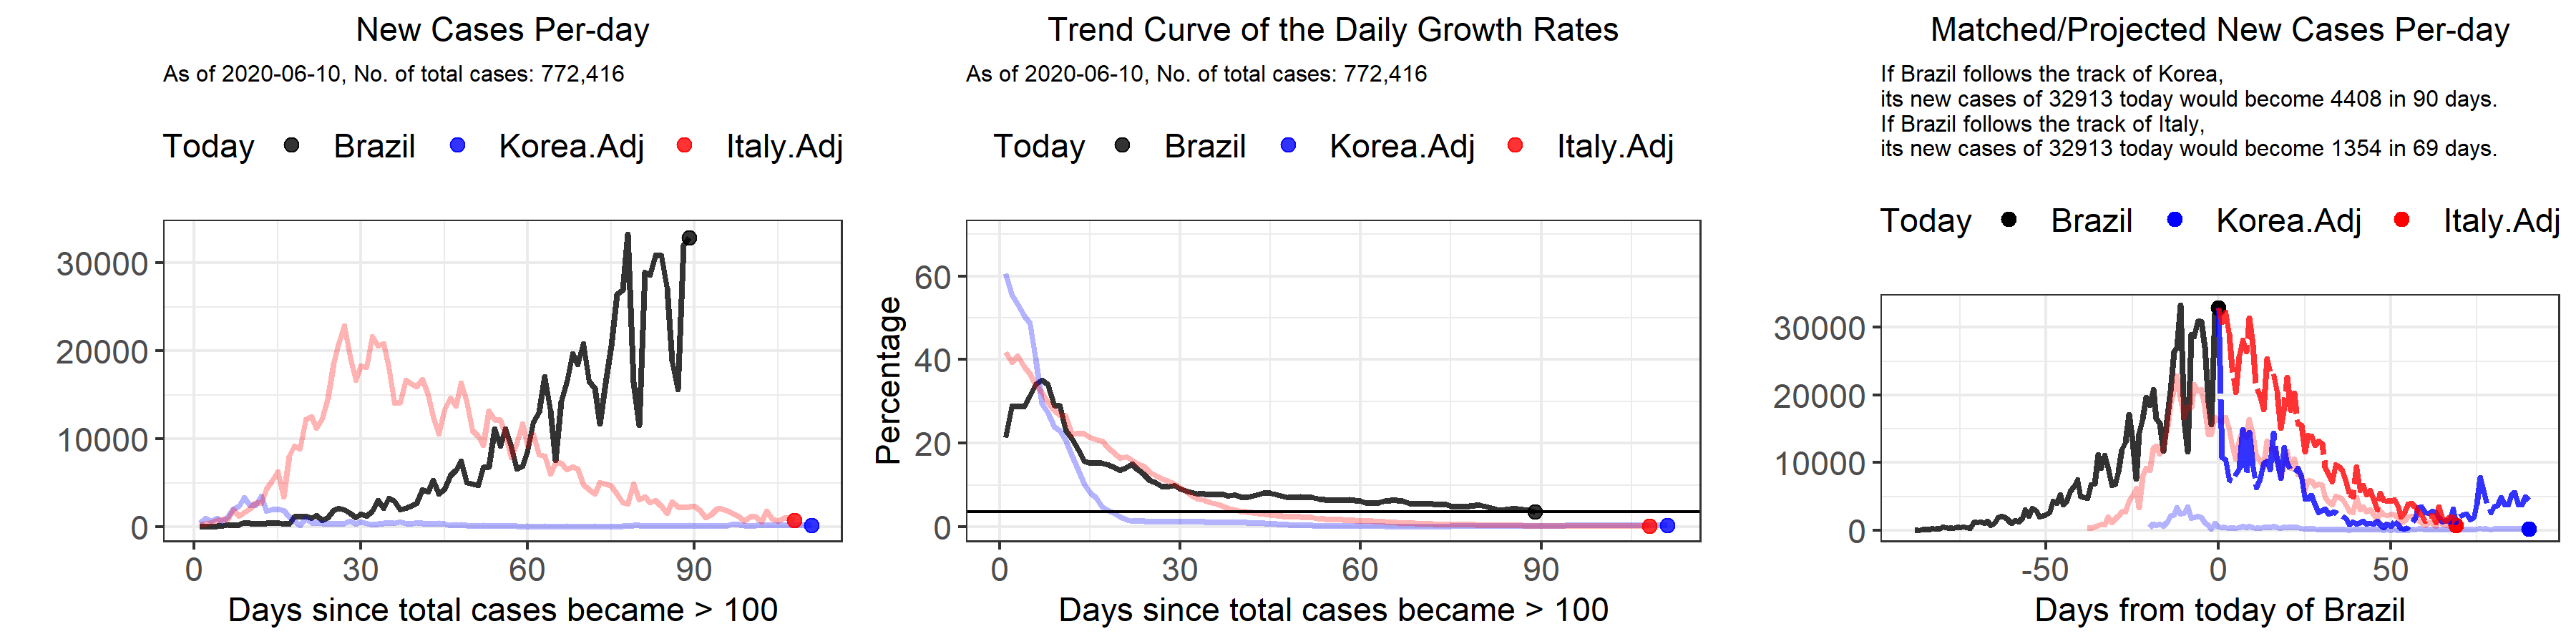 New Cases Per-day
As of 2020-06-10, No. of total cases: 772,416
Today Brazil Korea.Adj Italy.Adj
30000
20000
10000
0
0 30 60 90
Days since total cases became > 100
Trend Curve of the Daily Growth Rates
As of 2020-06-10, No. of total cases: 772,416
Today Brazil Korea.Adj Italy.Adj
Percentage
60
40
20
0
0 30 60 90
Days since total cases became > 100
Matched/Projected New Cases Per-day
If Brazil follows the track of Korea,
its new cases of 32913 today would become 4408 in 90 days.
If Brazil follows the track of Italy,
its new cases of 32913 today would become 1354 in 69 days.
Today Brazil Korea.Adj Italy.Adj
30000
20000
10000
0
-50 0 50
Days from today of Brazil